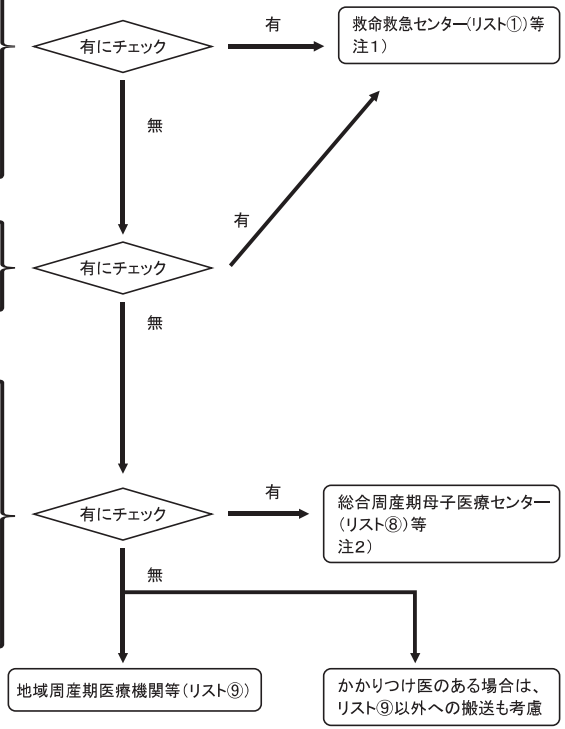 有
有にチェック
救命救急センター（リスト①）等
注1）
無
有
有にチェック
無
有
有にチェック
総合周産期母子医療センター
（リスト⑧）等
注2）
無
地域周産期医療機関等（リスト⑨）
かかりつけ医のある場合は、
リスト⑨以外への搬送も考慮